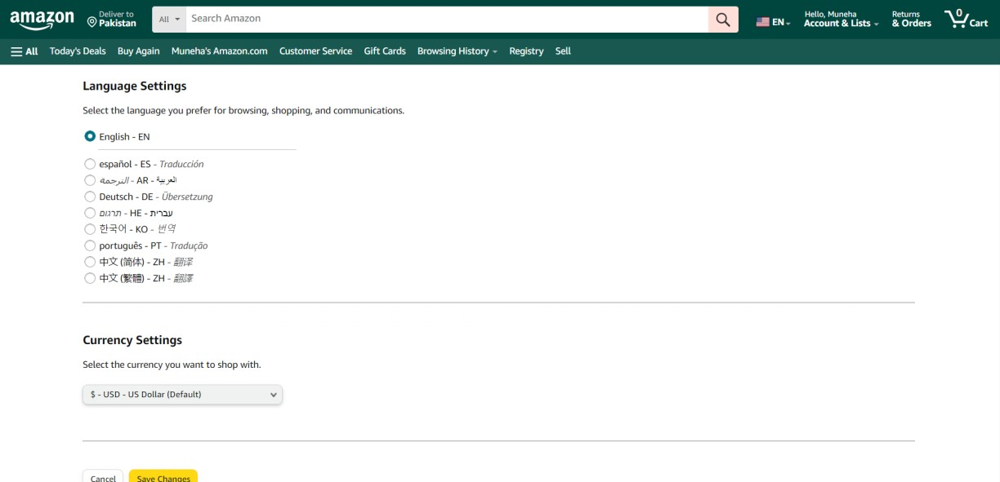 amazon
Deliver to
Pakistan
All
Search Amazon
EN
Hello, Muneha
Account & Lists
Returns
& Orders
0
Cart
All
Today's Deals
Buy Again
Muneha's Amazon.com
Customer Service
Gift Cards
Browsing History
Registry
Sell
Language Settings
Select the language you prefer for browsing, shopping, and communications.
English - EN
español - ES - Traducción
العربية - AR - الترجمة
Deutsch - DE - Übersetzung
עברית - HE - תרגום
한국어 - KO - 번역
português - PT - Tradução
中文 (简体) - ZH - 翻译
中文 (繁體) - ZH - 翻譯
Currency Settings
Select the currency you want to shop with.
$ - USD - US Dollar (Default)
Cancel
Save Changes